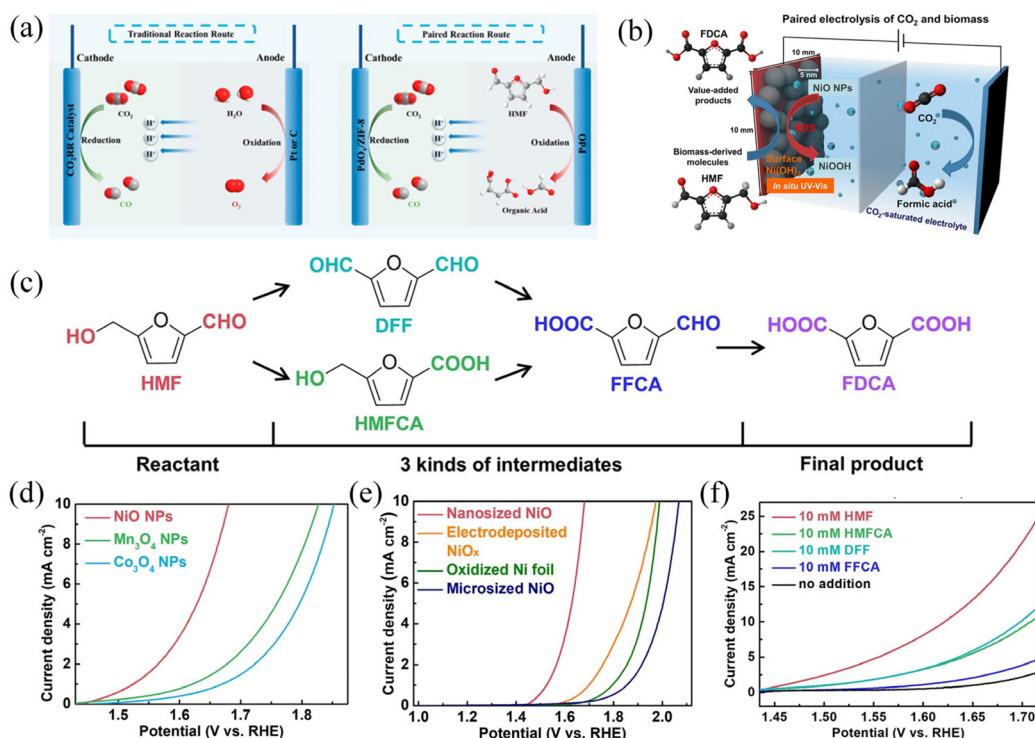 (a)
Traditional Reaction Route
Cathode
Anode
CO₂RR Catalyst
CO₂
Reduction
CO
H⁺
H⁺
H⁺
H₂O
Oxidation
O₂
Pt or C
Paired Reaction Route
Cathode
Anode
PdOₓ/ZIF-8
CO₂
Reduction
CO
H⁺
H⁺
H⁺
HMF
Oxidation
Organic Acid
PdO
(b)
Paired electrolysis of CO₂ and biomass
FDCA
Value-added
products
10 mm
5 nm
NiO NPs
10 mm
RDS
NiOOH
Biomass-derived
molecules
HMF
Surface
In situ UV-Vis
CO₂
Formic acid
CO₂-saturated electrolyte
(c)
HO
O
CHO
HMF
OHC
O
CHO
DFF
HO
O
COOH
HMFCA
HOOC
O
CHO
FFCA
HOOC
O
COOH
FDCA
Reactant
3 kinds of intermediates
Final product
(d)
Current density (mA cm⁻²)
10
8
6
4
2
0
NiO NPs
Mn₃O₄ NPs
Co₃O₄ NPs
1.5
1.6
1.7
1.8
Potential (V vs. RHE)
(e)
Current density (mA cm⁻²)
10
8
6
4
2
0
Nanosized NiO
Electrodeposited
NiOₓ
Oxidized Ni foil
Microsized NiO
1.0
1.2
1.4
1.6
1.8
2.0
Potential (V vs. RHE)
(f)
Current density (mA cm⁻²)
25
20
15
10
5
0
10 mM HMF
10 mM HMFCA
10 mM DFF
10 mM FFCA
no addition
1.45
1.50
1.55
1.60
1.65
1.70
Potential (V vs. RHE)